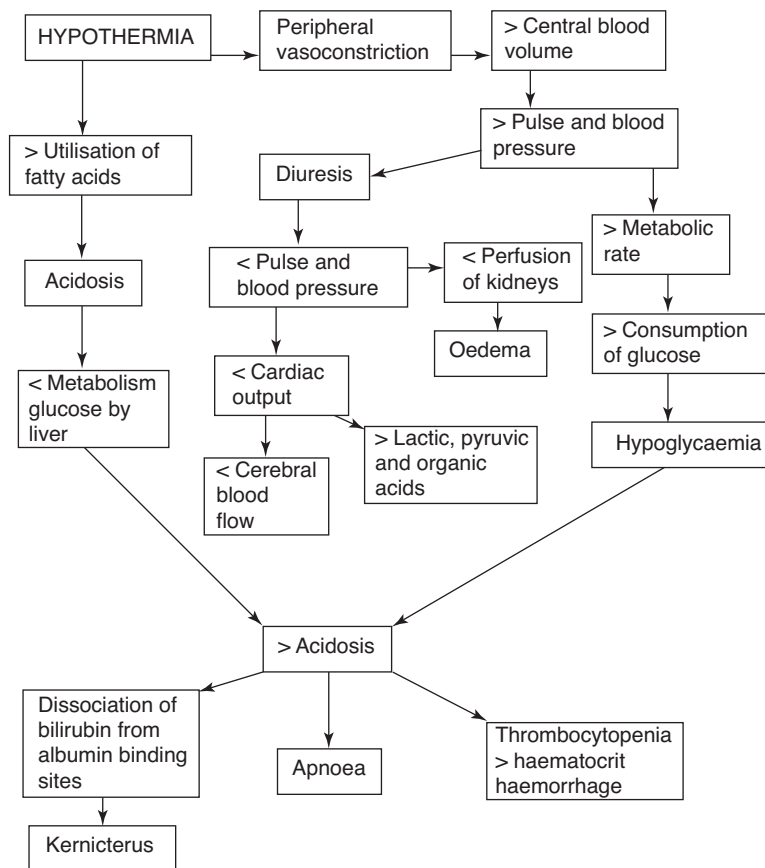 HYPOTHERMIA
Peripheral
vasoconstriction
> Central blood
volume
> Utilisation of
fatty acids
Diuresis
> Pulse and blood
pressure
Acidosis
< Pulse and
blood pressure
< Perfusion
of kidneys
> Metabolic
rate
Oedema
> Consumption
of glucose
< Metabolism
glucose by
liver
< Cardiac
output
> Lactic, pyruvic
and organic
acids
Hypoglycaemia
< Cerebral
blood
flow
> Acidosis
Dissociation of
bilirubin from
albumin binding
sites
Apnoea
Thrombocytopenia
> haematocrit
haemorrhage
Kernicterus